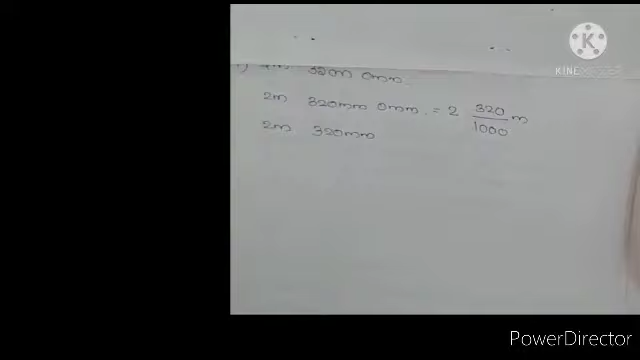 KINEMASTER
2m 320mm 0mm. = 2 320/1000 m
2m 320mm
PowerDirector